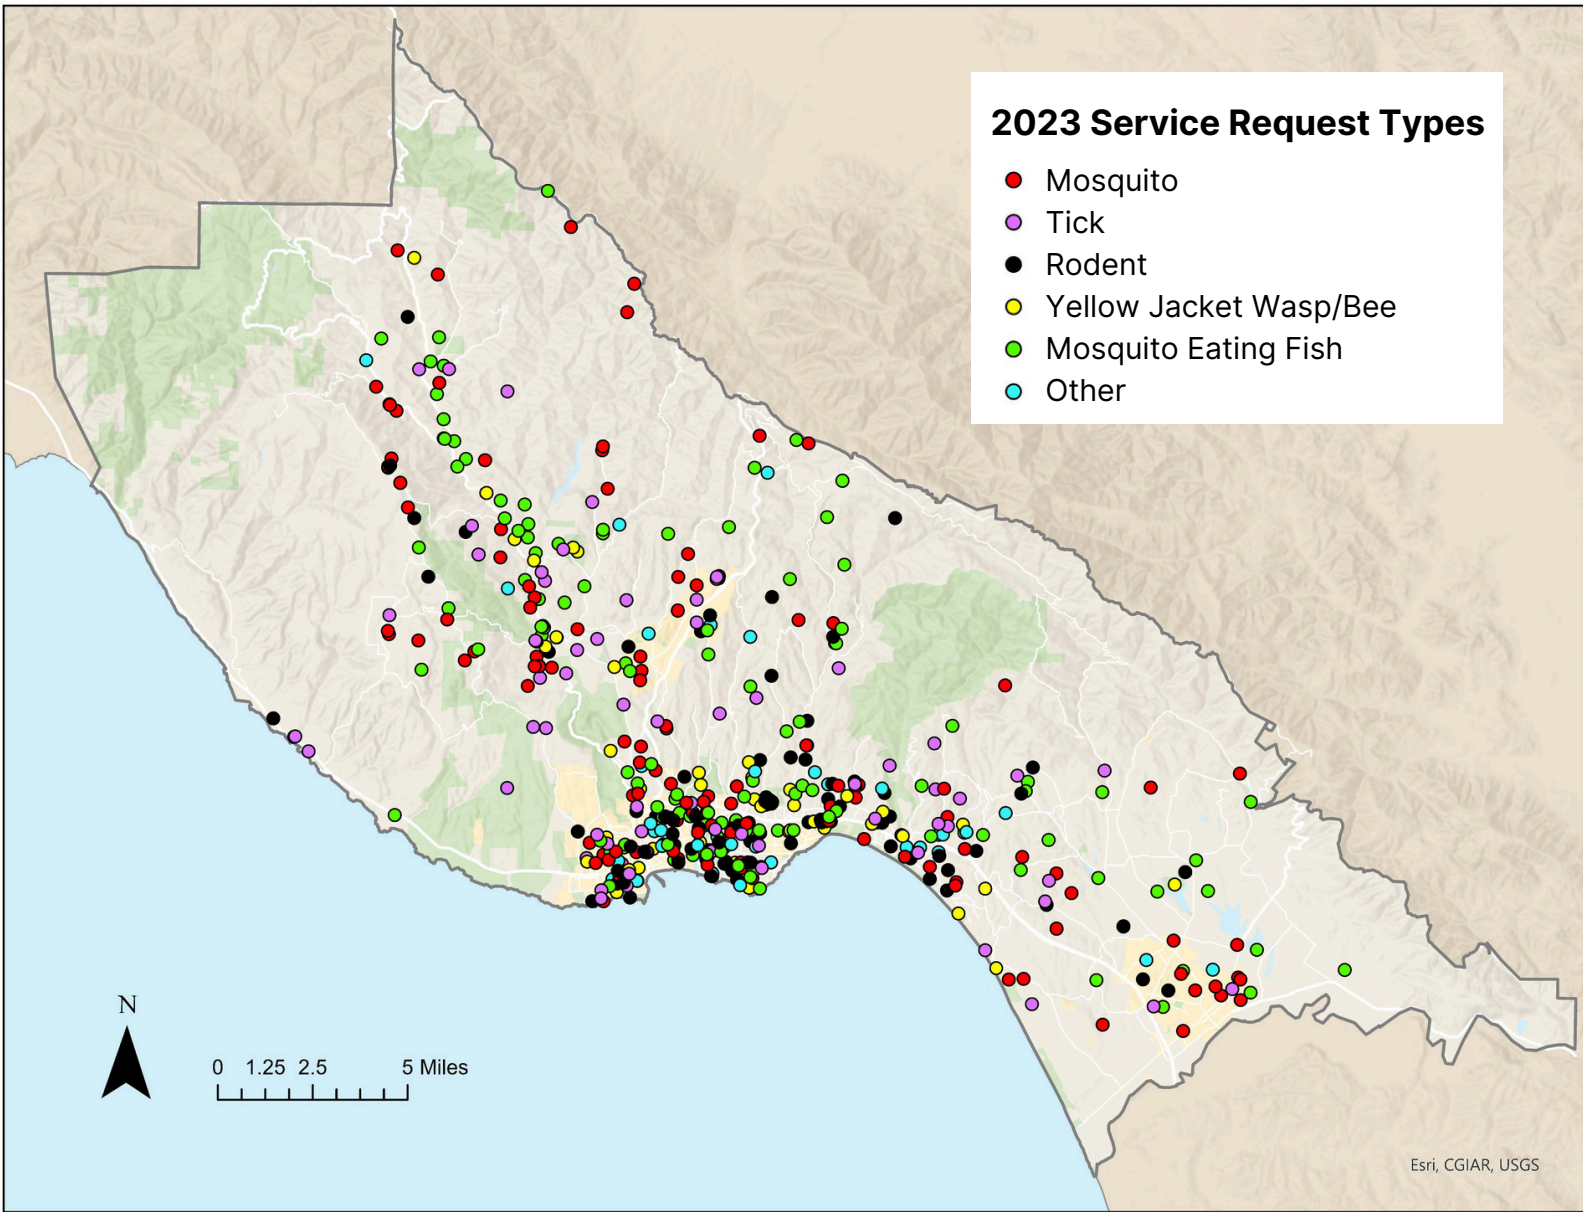 2023 Service Request Types
Mosquito
Tick
Rodent
Yellow Jacket Wasp/Bee
Mosquito Eating Fish
Other
N
0 1.25 2.5 5 Miles
Esri, CGIAR, USGS